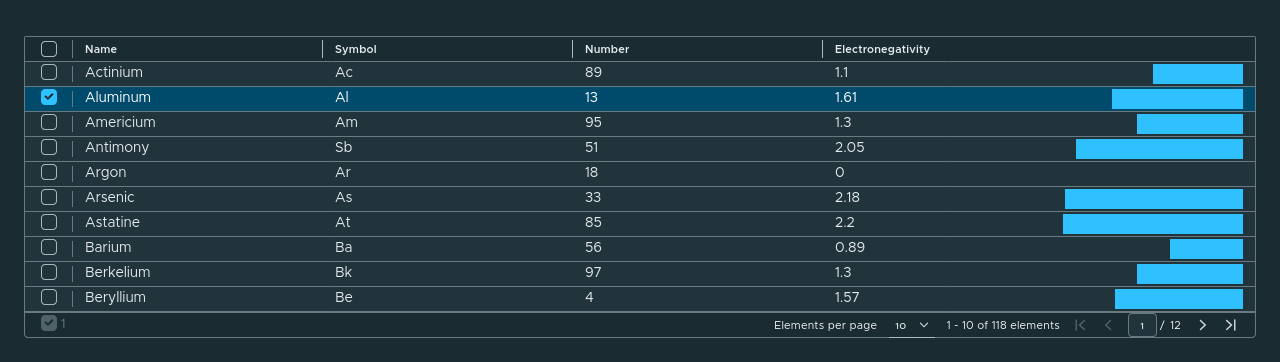 Name Symbol Number Electronegativity
Actinium Ac 89 1.1
Aluminum Al 13 1.61
Americium Am 95 1.3
Antimony Sb 51 2.05
Argon Ar 18 0
Arsenic As 33 2.18
Astatine At 85 2.2
Barium Ba 56 0.89
Berkelium Bk 97 1.3
Beryllium Be 4 1.57
1 Elements per page 10 1 - 10 of 118 elements 1 / 12